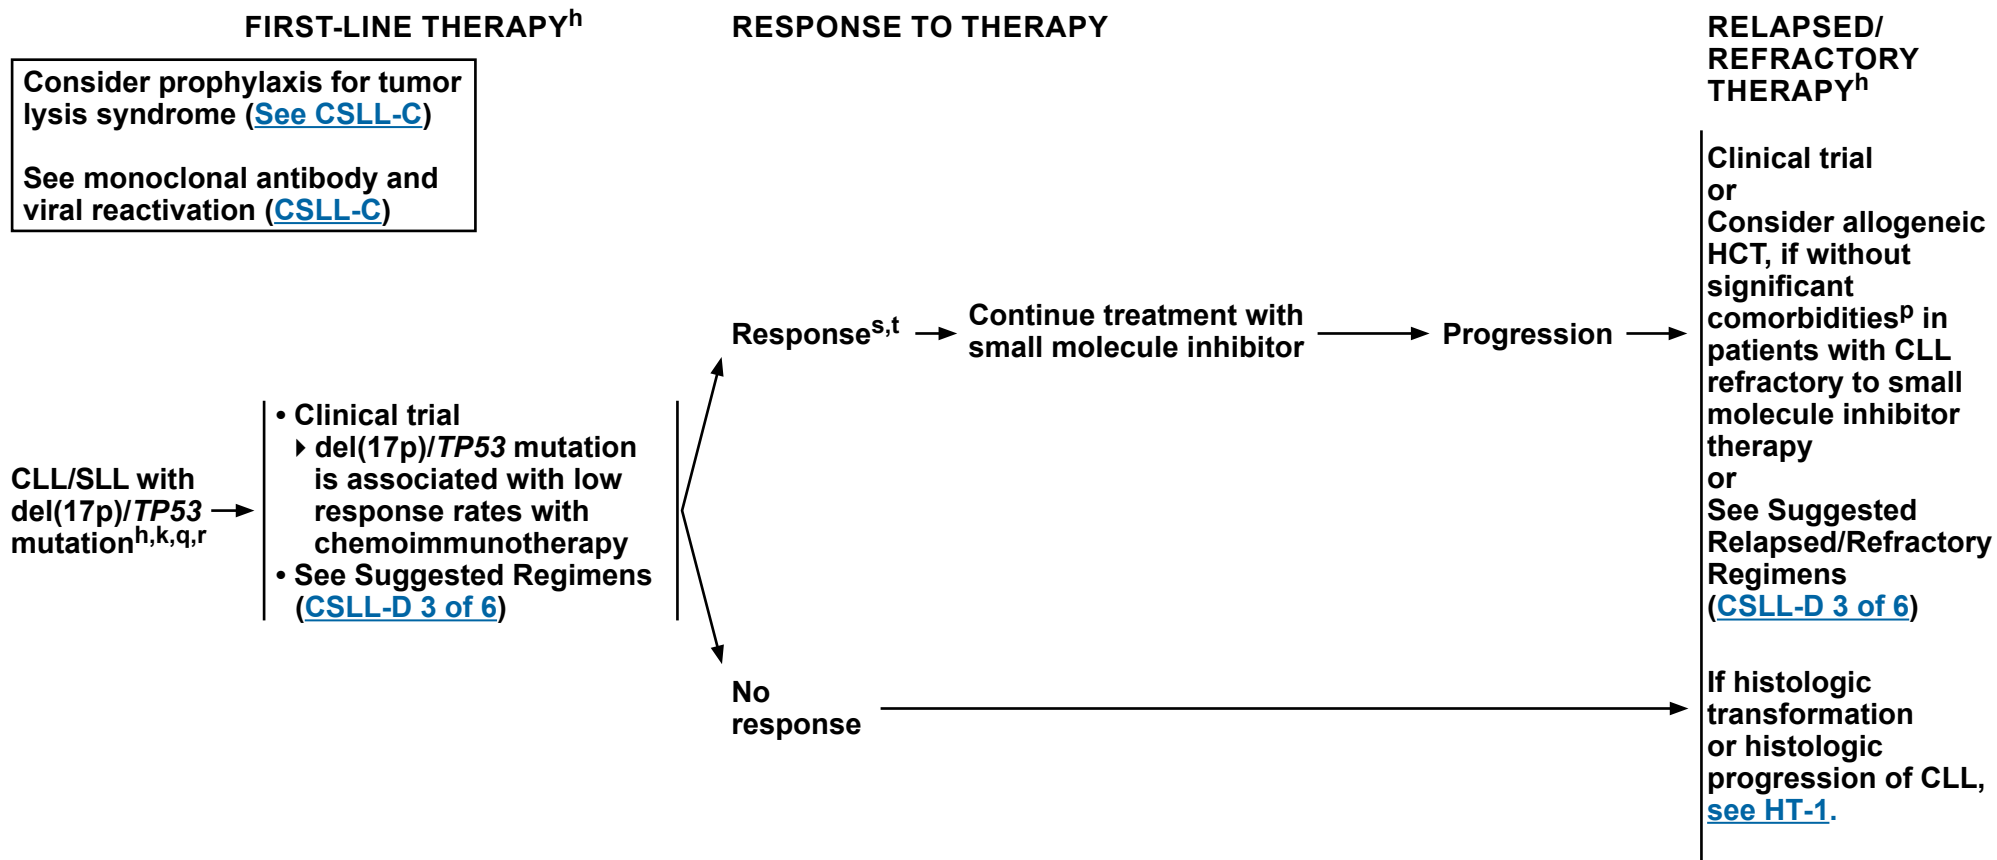 FIRST-LINE THERAPYh
RESPONSE TO THERAPY
RELAPSED/
REFRACTORY
THERAPYh
Consider prophylaxis for tumor
lysis syndrome (See CSLL-C)
See monoclonal antibody and
viral reactivation (CSLL-C)
CLL/SLL with
del(17p)/TP53
mutationh,k,q,r
• Clinical trial
‣ del(17p)/TP53 mutation
is associated with low
response rates with
chemoimmunotherapy
• See Suggested Regimens
(CSLL-D 3 of 6)
Responses,t
Continue treatment with
small molecule inhibitor
Progression
No
response
Clinical trial
or
Consider allogeneic
HCT, if without
significant
comorbiditiesp in
patients with CLL
refractory to small
molecule inhibitor
therapy
or
See Suggested
Relapsed/Refractory
Regimens
(CSLL-D 3 of 6)
If histologic
transformation
or histologic
progression of CLL,
see HT-1.